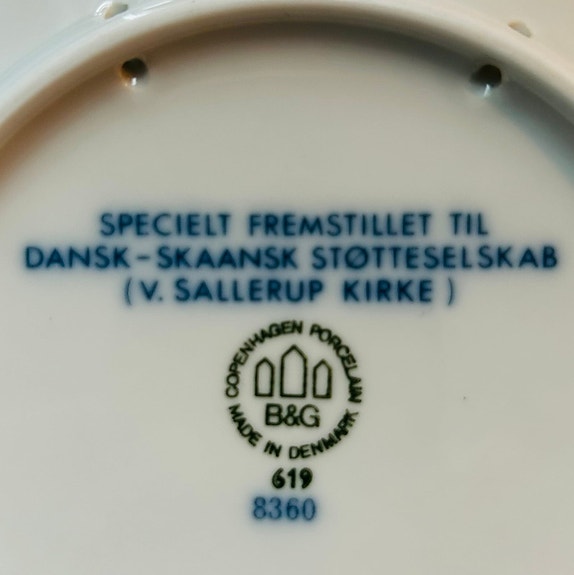 SPECIELT FREMSTILLET TIL
DANSK-SKAANSK STØTTESELSKAB
(V. SALLERUP KIRKE)
COPENHAGEN PORCELAIN
B&G
MADE IN DENMARK
619
8360